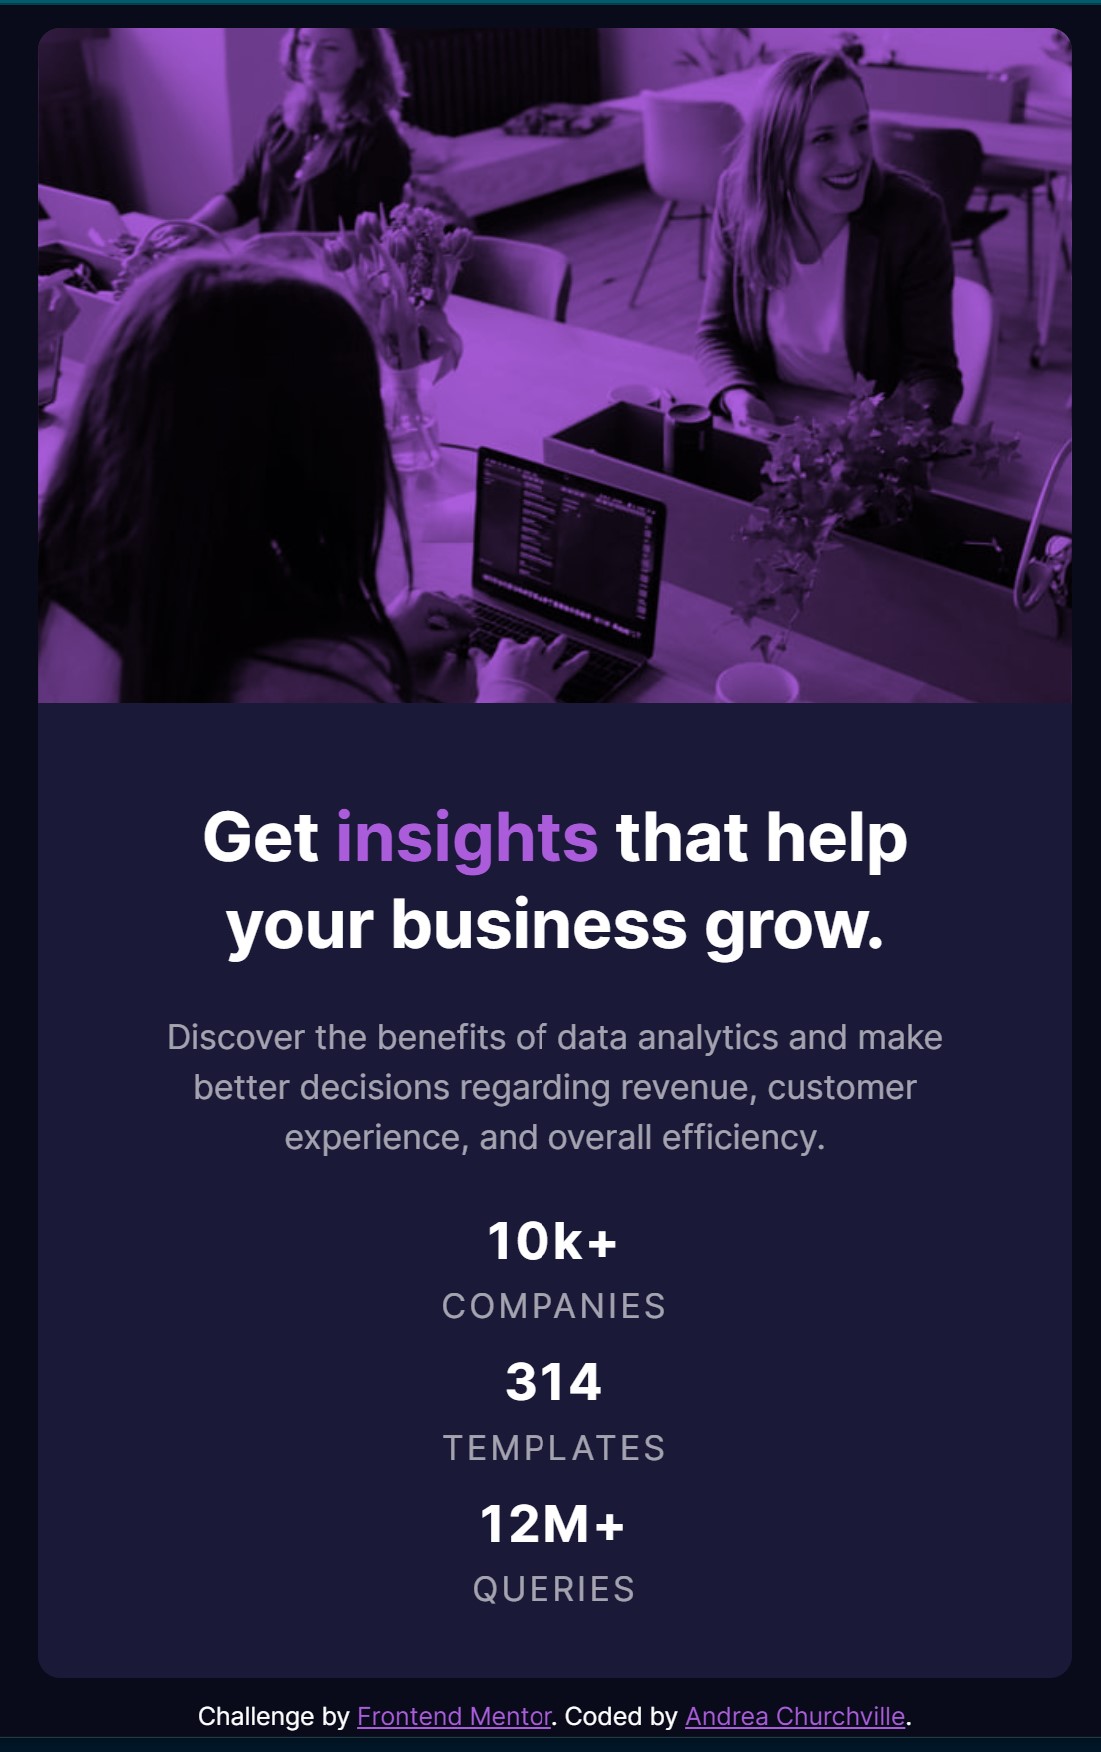 Get insights that help
your business grow.
Discover the benefits of data analytics and make
better decisions regarding revenue, customer
experience, and overall efficiency.
10k+
COMPANIES
314
TEMPLATES
12M+
QUERIES
Challenge by Frontend Mentor. Coded by Andrea Churchville.